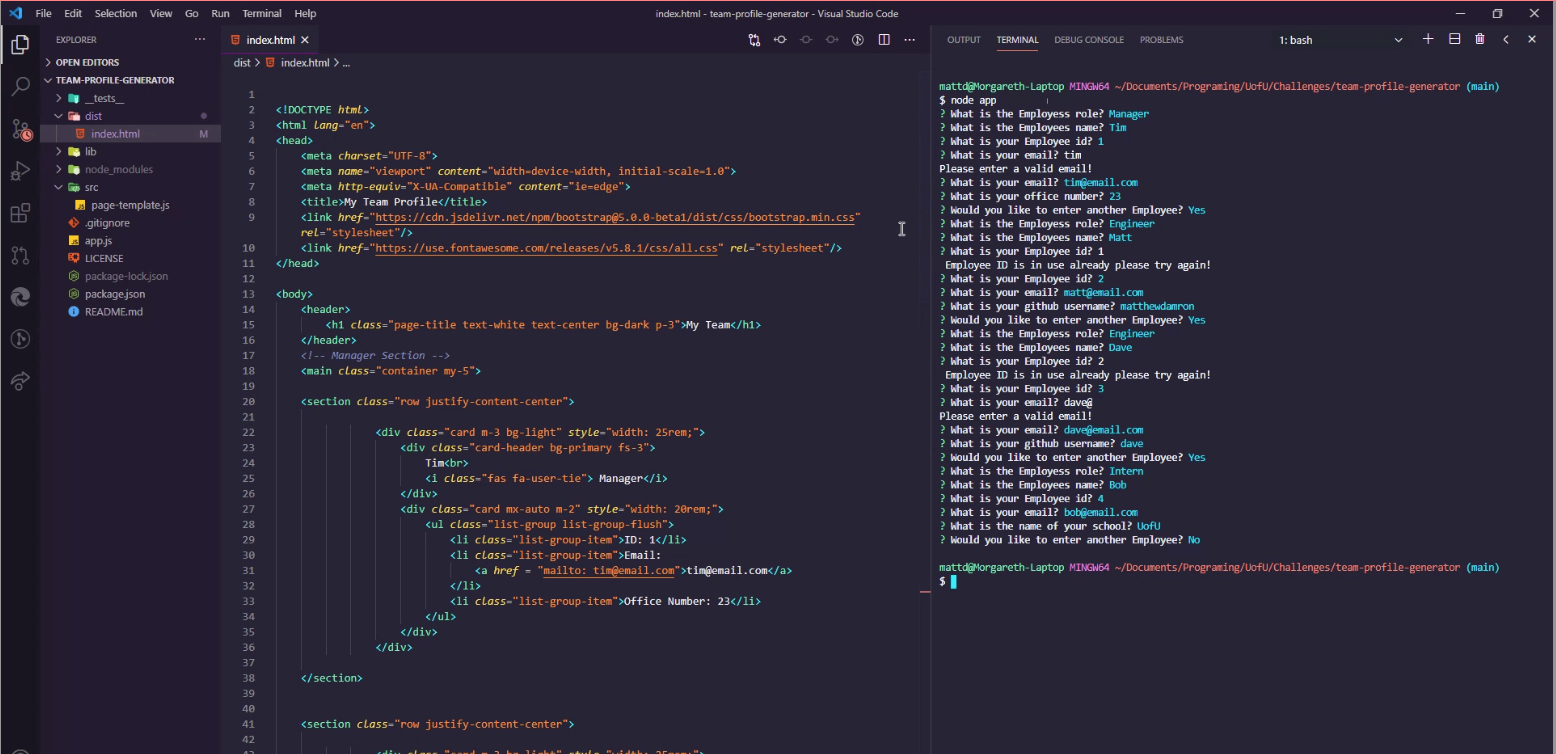 File Edit Selection View Go Run Terminal Help
index.html - team-profile-generator - Visual Studio Code
EXPLORER
OPEN EDITORS
TEAM-PROFILE-GENERATOR
__tests__
dist
index.html M
lib
node_modules
src
page-template.js
.gitignore
app.js
LICENSE
package-lock.json
package.json
README.md
index.html
dist > index.html > ...
1
2 <!DOCTYPE html>
3 <html lang="en">
4 <head>
5 <meta charset="UTF-8">
6 <meta name="viewport" content="width=device-width, initial-scale=1.0">
7 <meta http-equiv="X-UA-Compatible" content="ie=edge">
8 <title>My Team Profile</title>
9 <link href="https://cdn.jsdelivr.net/npm/bootstrap@5.0.0-beta1/dist/css/bootstrap.min.css"
rel="stylesheet"/>
10 <link href="https://use.fontawesome.com/releases/v5.8.1/css/all.css" rel="stylesheet"/>
11 </head>
12
13 <body>
14 <header>
15 <h1 class="page-title text-white text-center bg-dark p-3">My Team</h1>
16 </header>
17 <!-- Manager Section -->
18 <main class="container my-5">
19
20 <section class="row justify-content-center">
21
22 <div class="card m-3 bg-light" style="width: 25rem;">
23 <div class="card-header bg-primary fs-3">
24 Tim<br>
25 <i class="fas fa-user-tie"> Manager</i>
26 </div>
27 <div class="card mx-auto m-2" style="width: 20rem;">
28 <ul class="list-group list-group-flush">
29 <li class="list-group-item">ID: 1</li>
30 <li class="list-group-item">Email:
31 <a href = "mailto: tim@email.com">tim@email.com</a>
32 </li>
33 <li class="list-group-item">Office Number: 23</li>
34 </ul>
35 </div>
36 </div>
37
38 </section>
39
40
41 <section class="row justify-content-center">
42
43 <div class="card m-3 bg-light" style="width: 25rem;">
OUTPUT TERMINAL DEBUG CONSOLE PROBLEMS 1: bash
mattd@Morgareth-Laptop MINGW64 ~/Documents/Programing/UofU/Challenges/team-profile-generator (main)
$ node app
? What is the Employess role? Manager
? What is the Employees name? Tim
? What is your Employee id? 1
? What is your email? tim
Please enter a valid email!
? What is your email? tim@email.com
? What is your office number? 23
? Would you like to enter another Employee? Yes
? What is the Employess role? Engineer
? What is the Employees name? Matt
? What is your Employee id? 1
Employee ID is in use already please try again!
? What is your Employee id? 2
? What is your email? matt@email.com
? What is your github username? matthewdamron
? Would you like to enter another Employee? Yes
? What is the Employess role? Engineer
? What is the Employees name? Dave
? What is your Employee id? 2
Employee ID is in use already please try again!
? What is your Employee id? 3
? What is your email? dave@
Please enter a valid email!
? What is your email? dave@email.com
? What is your github username? dave
? Would you like to enter another Employee? Yes
? What is the Employess role? Intern
? What is the Employees name? Bob
? What is your Employee id? 4
? What is your email? bob@email.com
? What is the name of your school? UofU
? Would you like to enter another Employee? No
mattd@Morgareth-Laptop MINGW64 ~/Documents/Programing/UofU/Challenges/team-profile-generator (main)
$